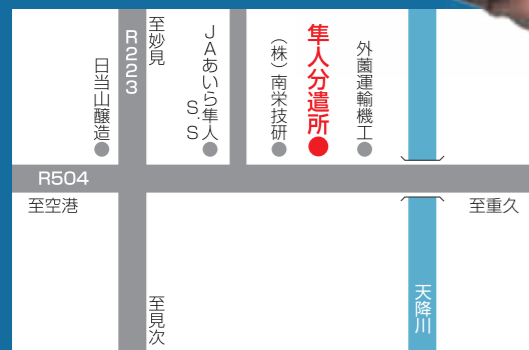 至妙見
R223
日当山醸造
JAあいら隼人
S.S
(株)南栄技研
隼人分遣所
外薗運輸機工
R504
至空港
至重久
至見次
天降川